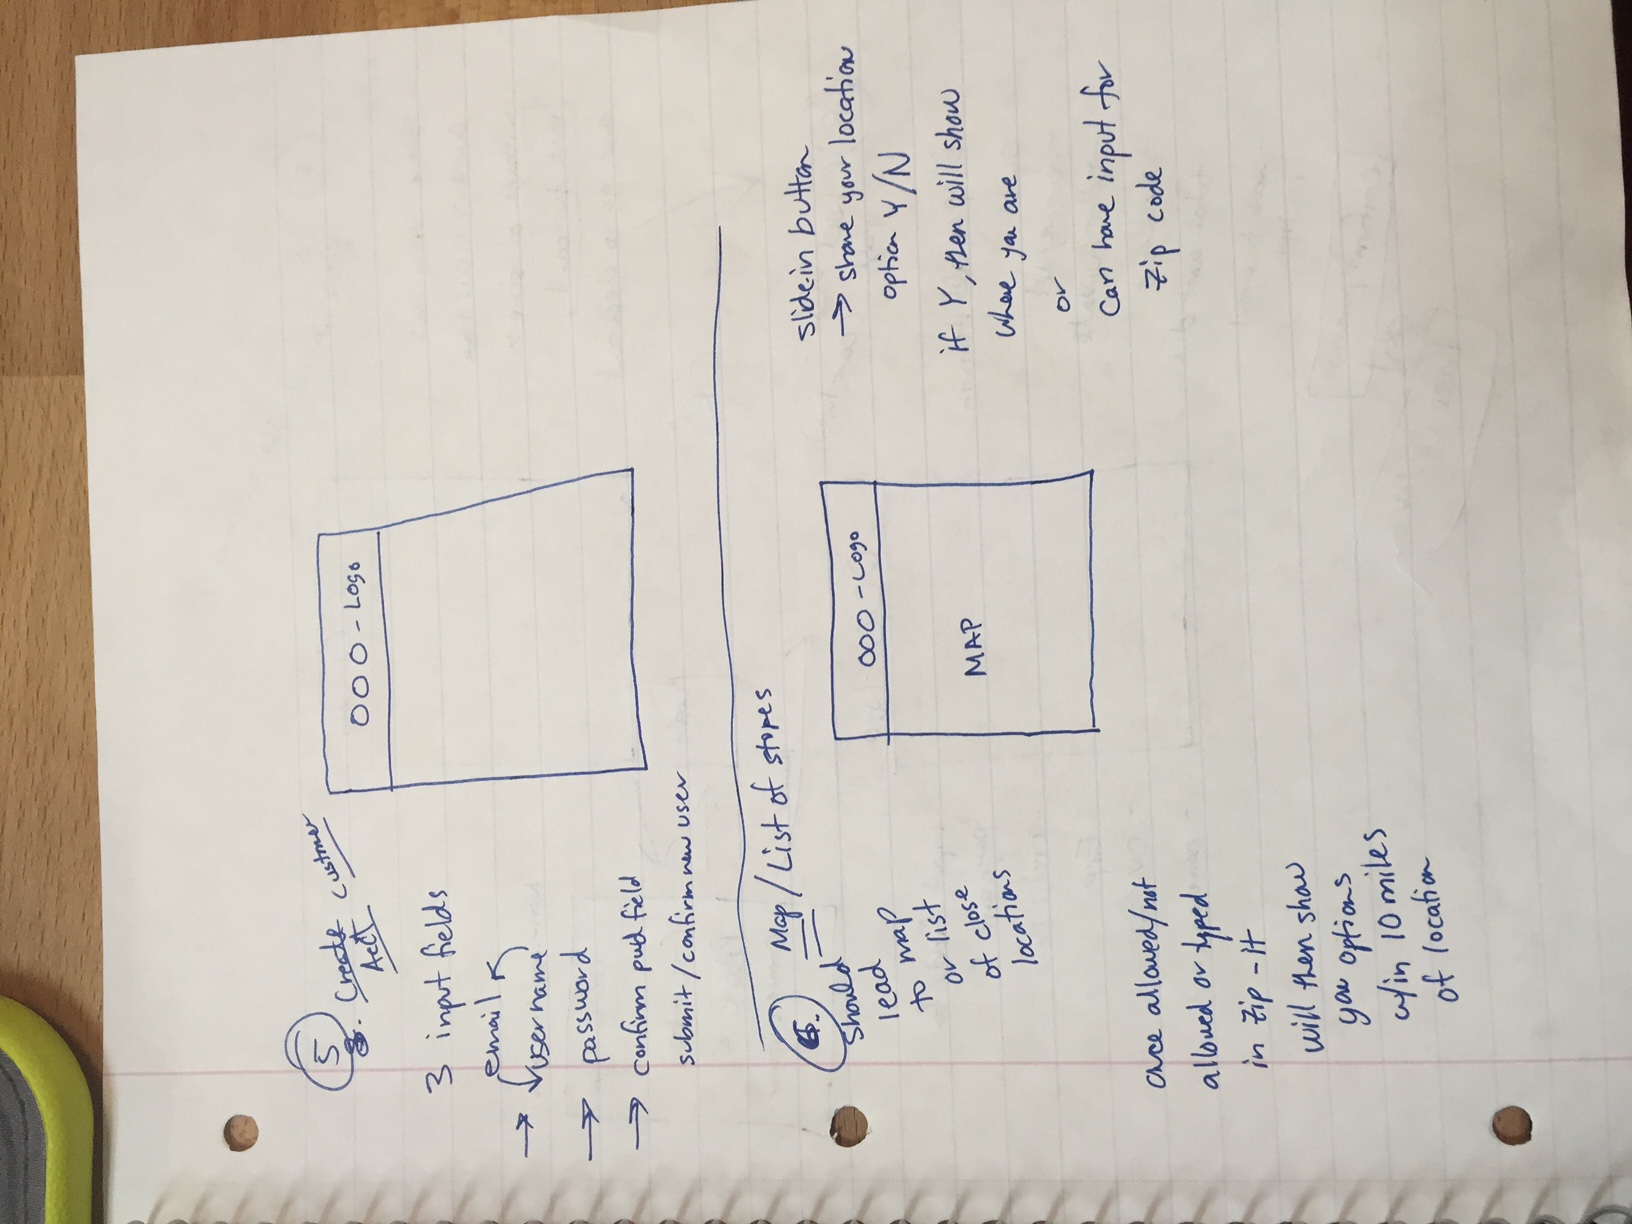 5
8. Create Customer
Acct
3 input fields
email
→ username
→ password
→ confirm pwd field
submit/confirm new user
OOO - Logo
6. Map / List of stores
should
lead
to map
or list
of close
locations
OOO - Logo
MAP
slide-in button
→ share your location
option Y/N
if Y, then will show
where you are
or
can have input for
zip code
once allowed/not
allowed or typed
in zip - it
will then show
you options
w/in 10 miles
of location